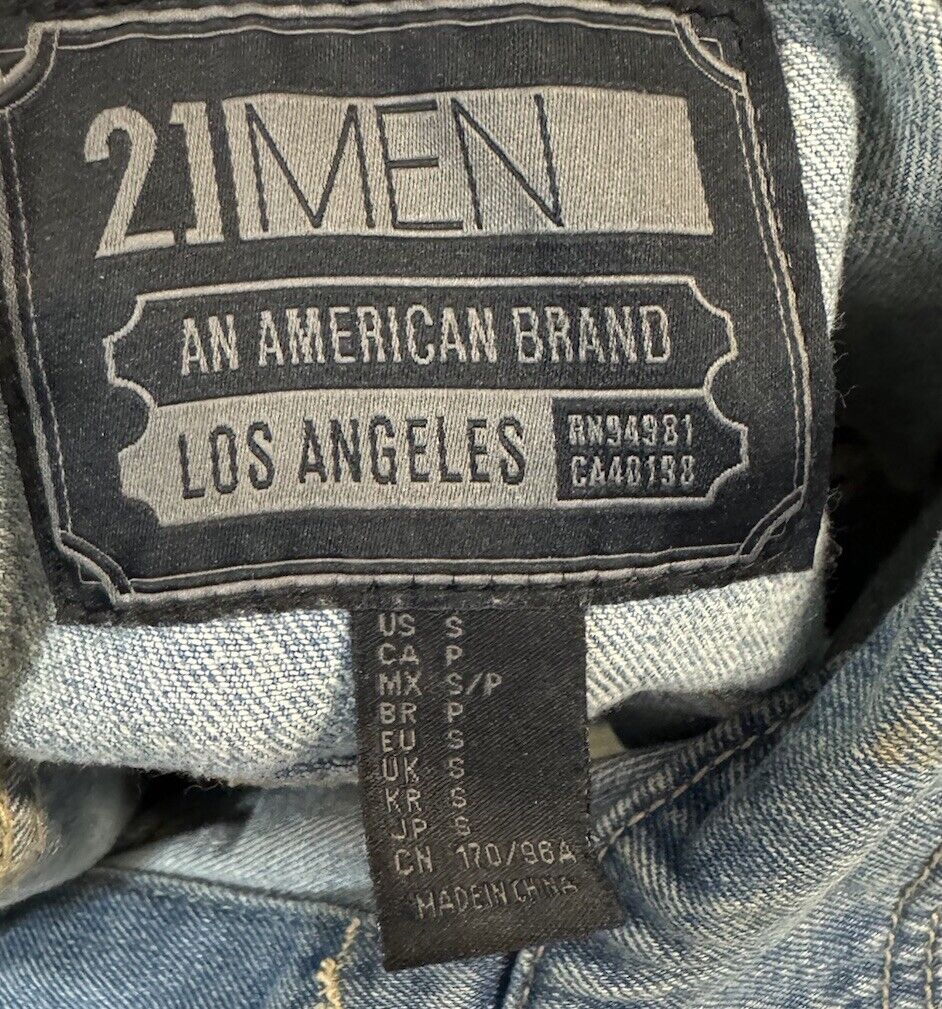 21MEN
AN AMERICAN BRAND
LOS ANGELES
RN94981
CA40198
US S
CA P
MX S/P
BR P
EU S
UK S
KR S
JP S
CN 170/96A
MADE IN CHINA